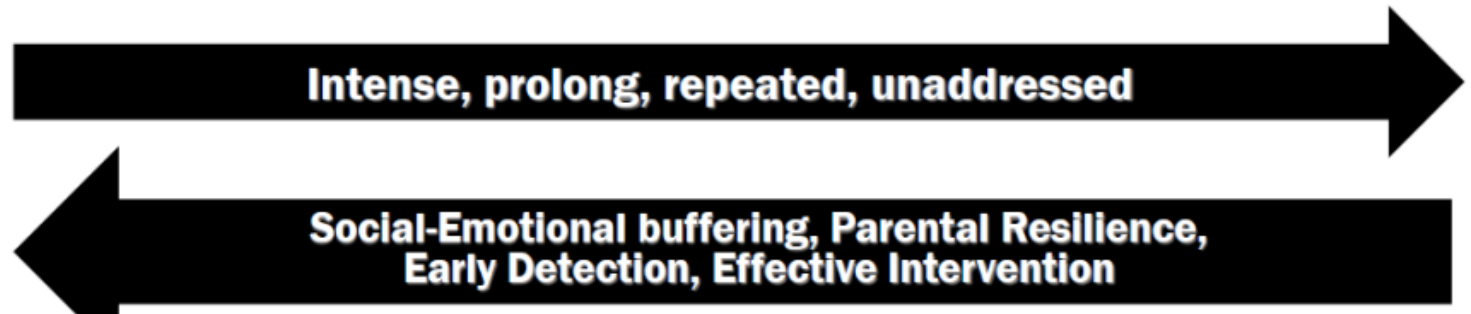 Intense, prolong, repeated, unaddressed
Social-Emotional buffering, Parental Resilience,
Early Detection, Effective Intervention